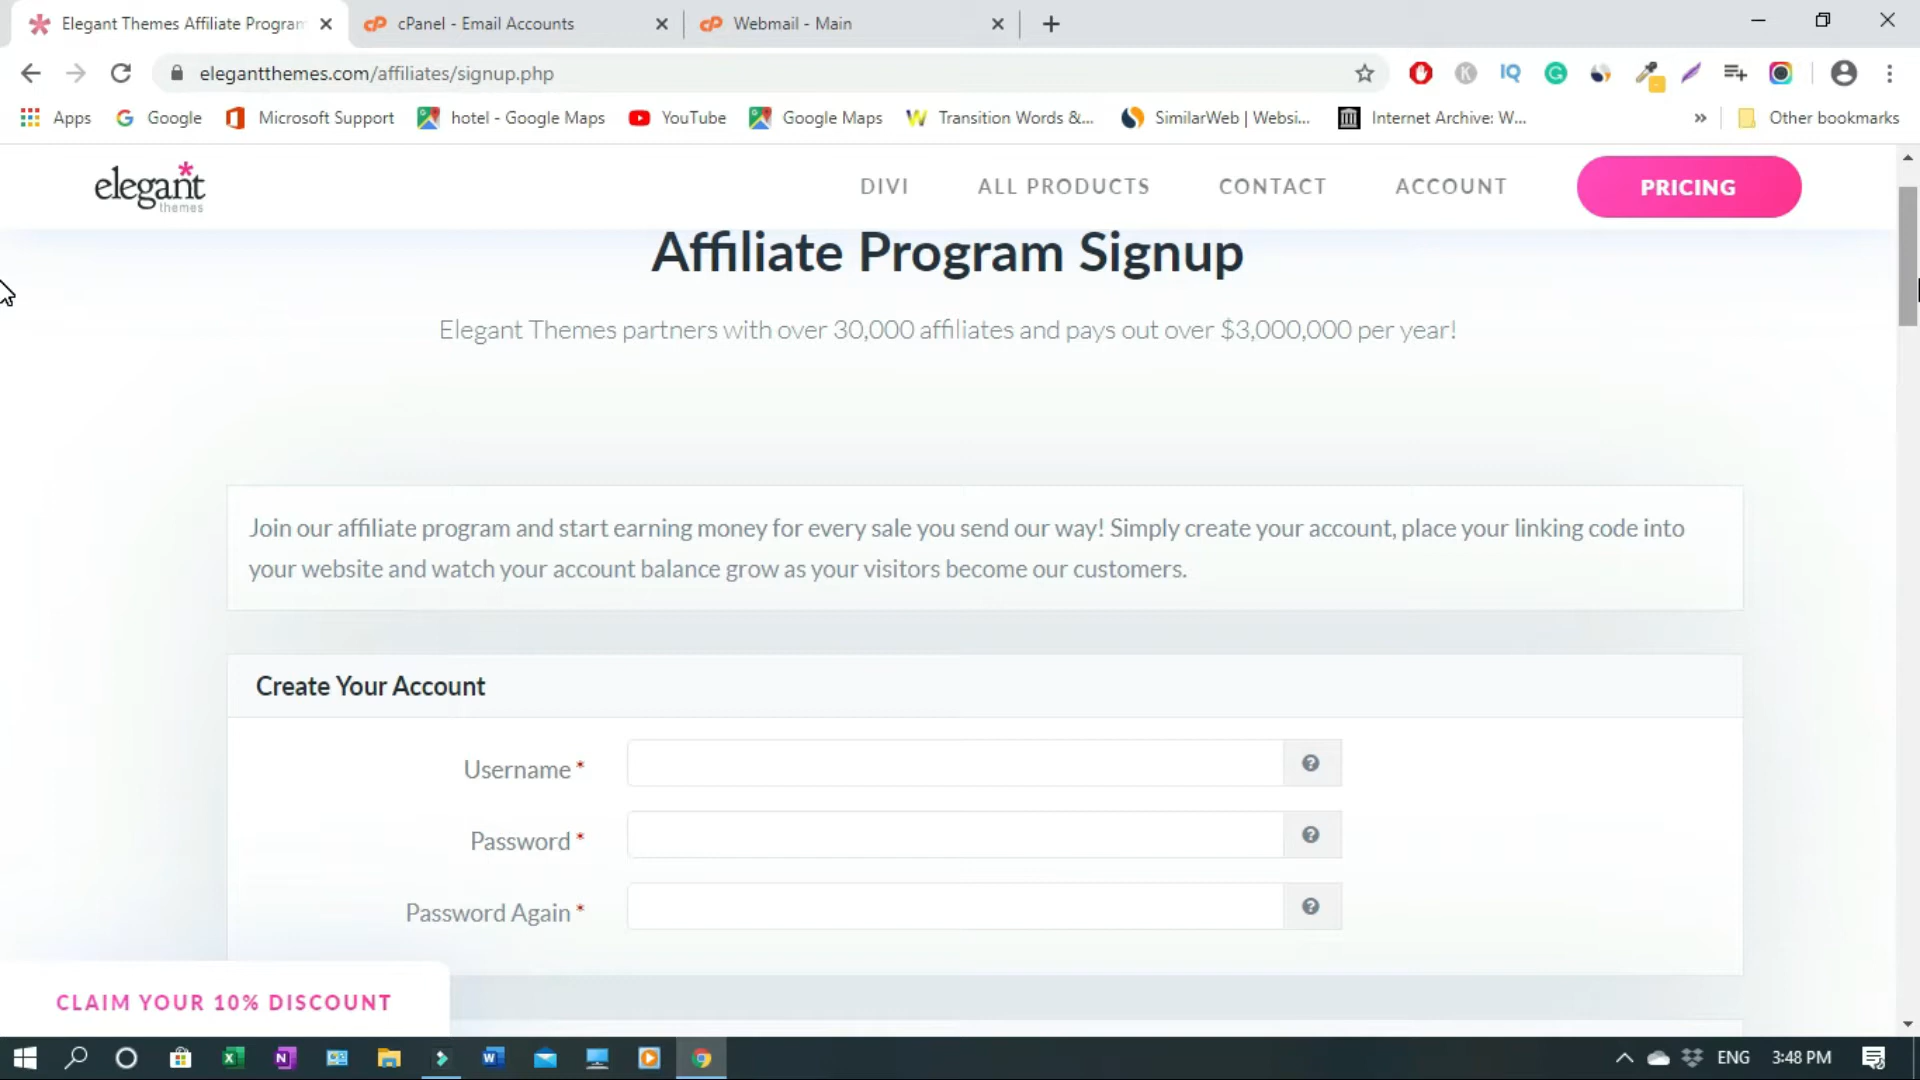 Elegant Themes Affiliate Program
cPanel - Email Accounts
Webmail - Main
elegantthemes.com/affiliates/signup.php
Apps
Google
Microsoft Support
hotel - Google Maps
YouTube
Google Maps
Transition Words &...
SimilarWeb | Websi...
Internet Archive: W...
»
Other bookmarks
elegant
themes
DIVI
ALL PRODUCTS
CONTACT
ACCOUNT
PRICING
Affiliate Program Signup
Elegant Themes partners with over 30,000 affiliates and pays out over $3,000,000 per year!
Join our affiliate program and start earning money for every sale you send our way! Simply create your account, place your linking code into
your website and watch your account balance grow as your visitors become our customers.
Create Your Account
Username *
Password *
Password Again *
CLAIM YOUR 10% DISCOUNT
ENG
3:48 PM